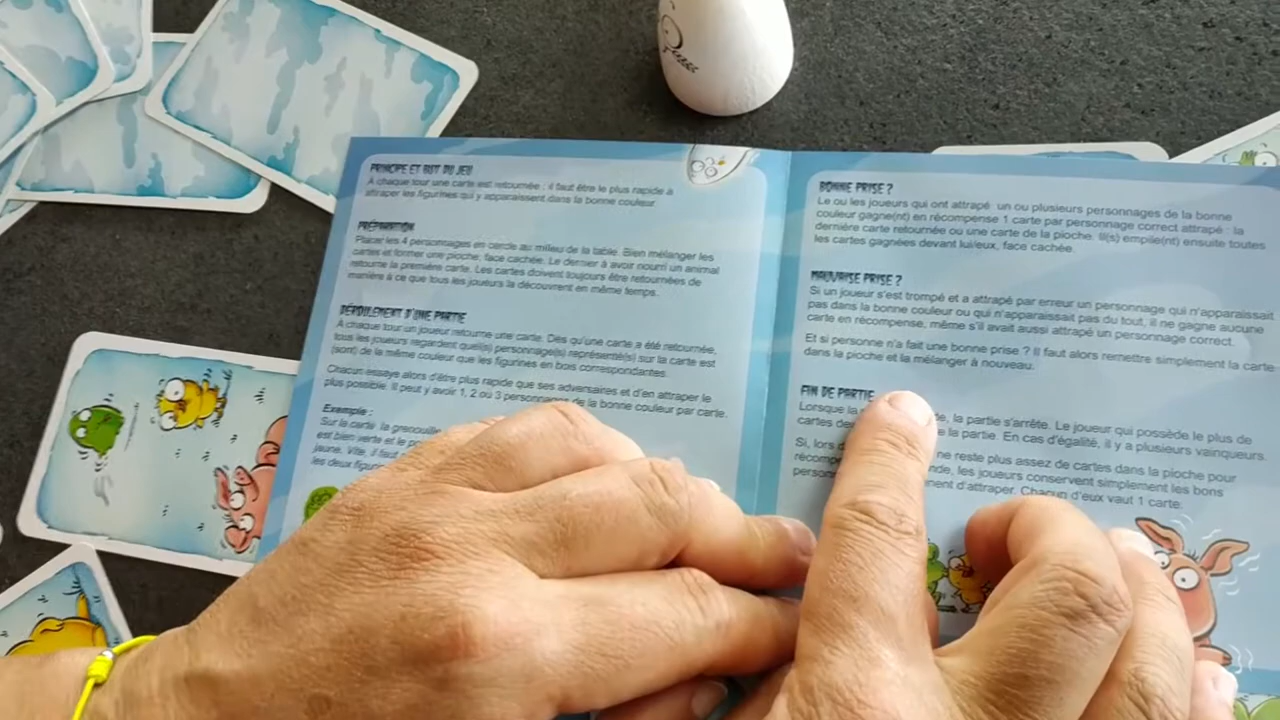 PRINCIPE ET BUT DU JEU
A chaque tour une carte est retournée : il faut être le plus rapide à
attraper les figurines qui y apparaissent dans la bonne couleur.
PRÉPARATION
Placer les 4 personnages en cercle au milieu de la table. Bien mélanger les
cartes et former une pioche, face cachée. Le dernier à avoir nourri un animal
retourne la première carte. Les cartes doivent toujours être retournées de
manière à ce que tous les joueurs la découvrent en même temps.
DÉROULEMENT D'UNE PARTIE
A chaque tour un joueur retourne une carte. Dès qu'une carte a été retournée,
tous les joueurs regardent quel(s) personnage(s) représenté(s) sur la carte est
(sont) de la même couleur que les figurines en bois correspondantes.
Chacun essaye alors d'être plus rapide que ses adversaires et d'en attraper le
plus possible. Il peut y avoir 1, 2 ou 3 personnages de la bonne couleur par carte.
Exemple :
Sur la carte la grenouille
est bien verte et le
jaune. Vite, il faut
les deux
BONNE PRISE ?
Le ou les joueurs qui ont attrapé un ou plusieurs personnages de la bonne
couleur gagne(nt) en récompense 1 carte par personnage correct attrapé : la
dernière carte retournée ou une carte de la pioche. Il(s) empile(nt) ensuite toutes
les cartes gagnées devant lui/eux, face cachée.
MAUVAISE PRISE ?
Si un joueur s'est trompé et a attrapé par erreur un personnage qui n'apparaissait
pas dans la bonne couleur ou qui n'apparaissait pas du tout, il ne gagne aucune
carte en récompense, même s'il avait aussi attrapé un personnage correct.
Et si personne n'a fait une bonne prise ? Il faut alors remettre simplement la carte
dans la pioche et la mélanger à nouveau.
FIN DE PARTIE
Lorsque la partie s'arrête. Le joueur qui possède le plus de
cartes la partie. En cas d'égalité, il y a plusieurs vainqueurs.
Si, lors ne reste plus assez de cartes dans la pioche pour
les joueurs conservent simplement les bons
d'attraper. Chacun d'eux vaut 1 carte.